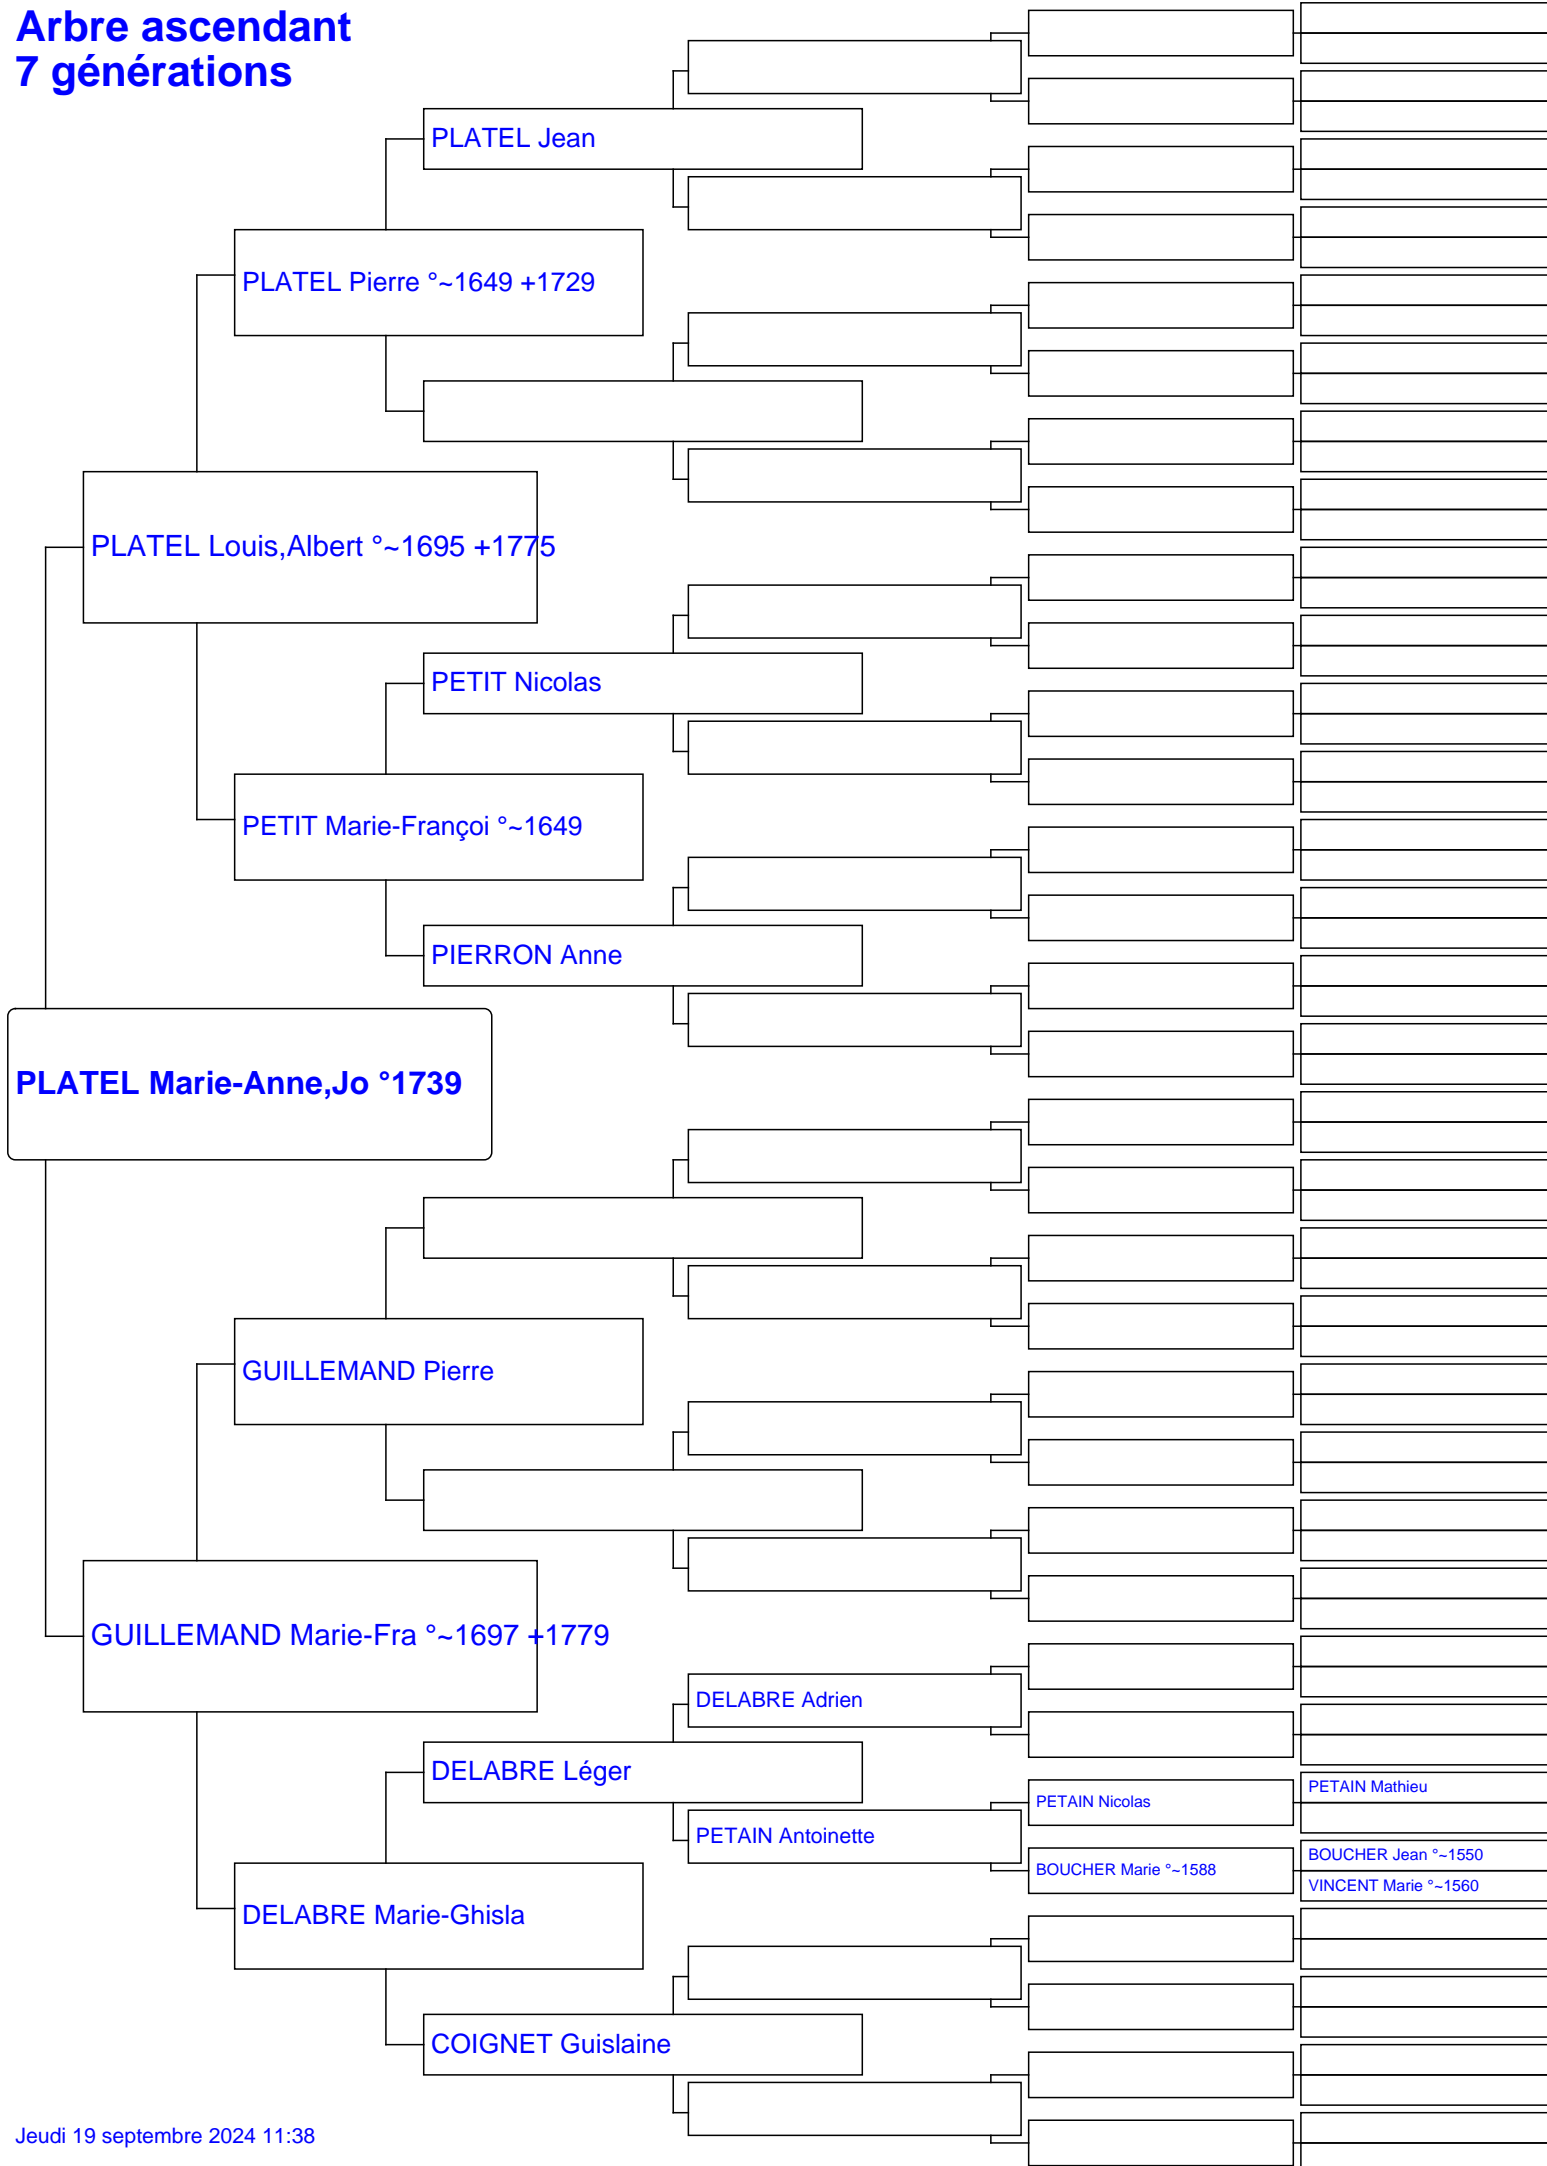 Arbre ascendant
7 générations
PLATEL Jean
PLATEL Pierre °~1649 +1729
PLATEL Louis,Albert °~1695 +1775
PETIT Nicolas
PETIT Marie-Françoi °~1649
PIERRON Anne
PLATEL Marie-Anne,Jo °1739
GUILLEMAND Pierre
GUILLEMAND Marie-Fra °~1697 +1779
DELABRE Adrien
DELABRE Léger
PETAIN Mathieu
PETAIN Nicolas
PETAIN Antoinette
BOUCHER Jean °~1550
BOUCHER Marie °~1588
VINCENT Marie °~1560
DELABRE Marie-Ghisla
COIGNET Guislaine
Jeudi 19 septembre 2024 11:38